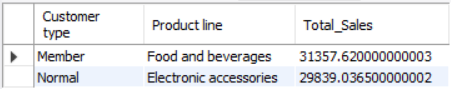 Customer type Product line Total_Sales
Member Food and beverages 31357.620000000003
Normal Electronic accessories 29839.036500000002